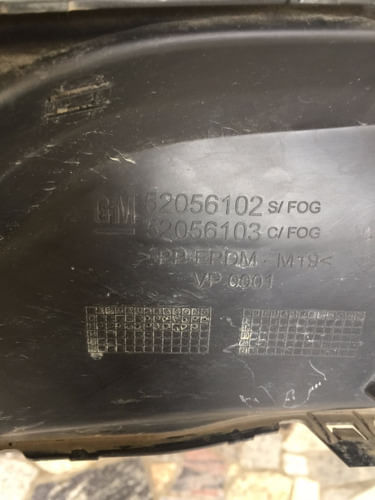 GM 52056102 S/FOG
52056103 C/FOG
>PP-EPDM-M19<
VP 0001